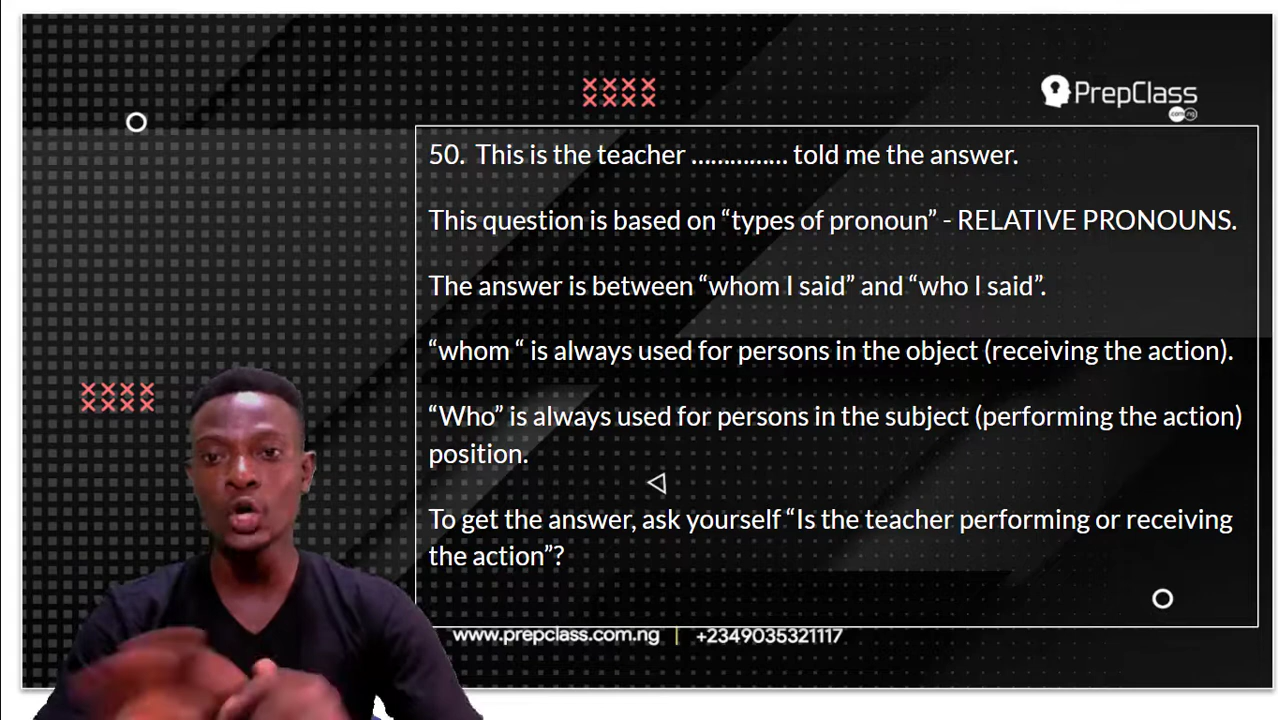 PrepClass
.com.ng
50. This is the teacher ............... told me the answer.
This question is based on “types of pronoun” - RELATIVE PRONOUNS.
The answer is between “whom I said” and “who I said”.
“whom “ is always used for persons in the object (receiving the action).
“Who” is always used for persons in the subject (performing the action)
position.
To get the answer, ask yourself “Is the teacher performing or receiving
the action”?
www.prepclass.com.ng | +2349035321117